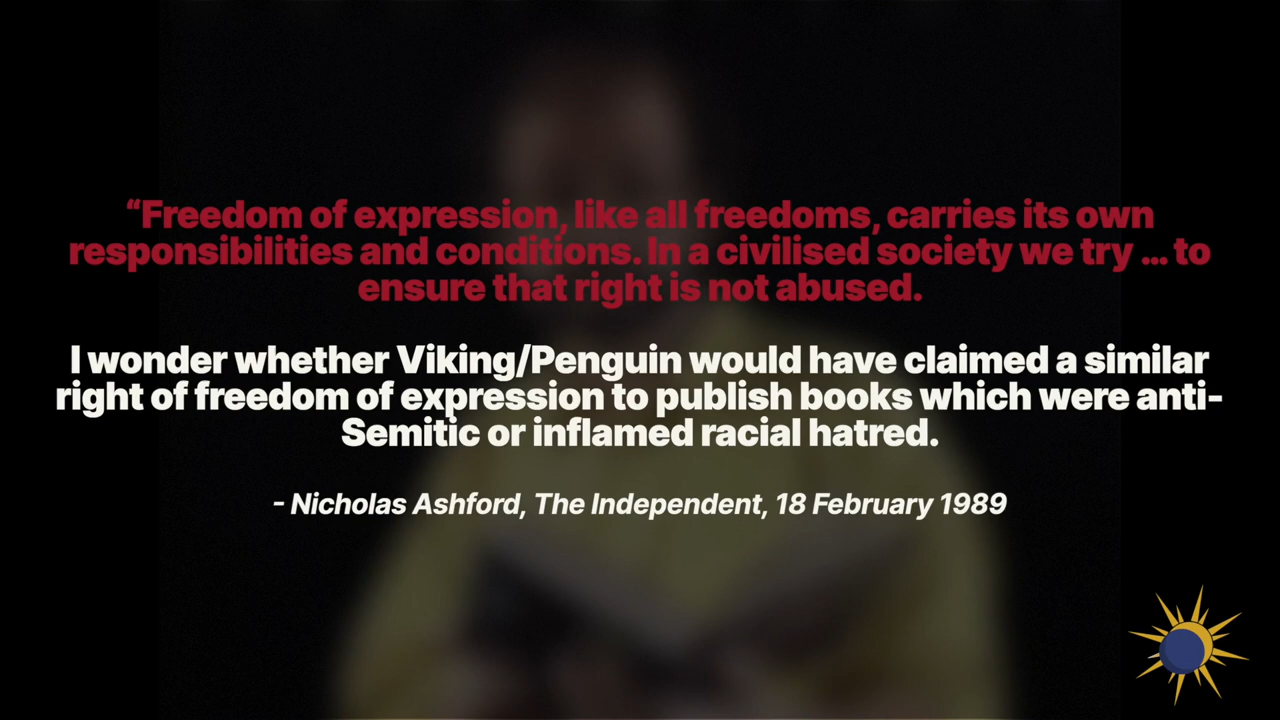 “Freedom of expression, like all freedoms, carries its own
responsibilities and conditions. In a civilised society we try ... to
ensure that right is not abused.
I wonder whether Viking/Penguin would have claimed a similar
right of freedom of expression to publish books which were anti-
Semitic or inflamed racial hatred.
- Nicholas Ashford, The Independent, 18 February 1989